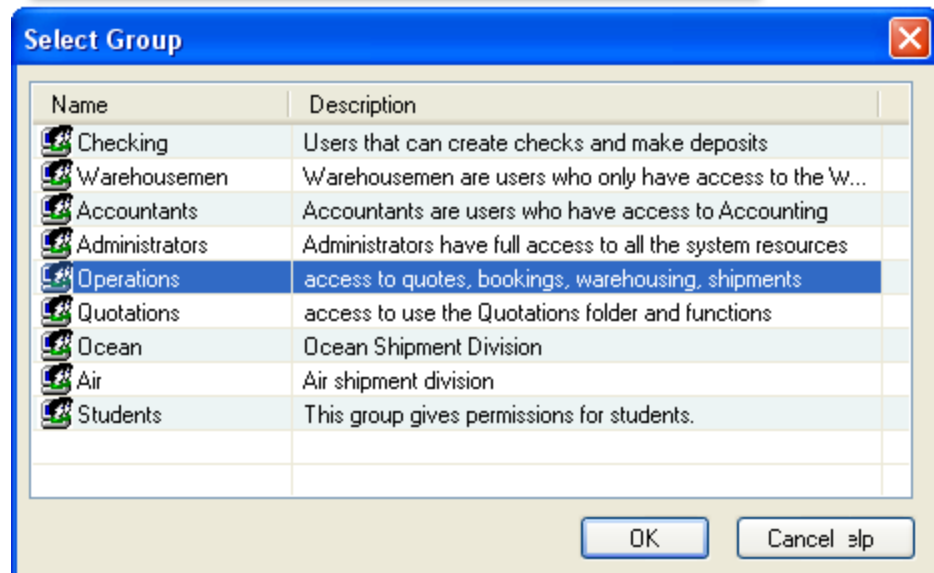 Select Group
Name Description
Checking Users that can create checks and make deposits
Warehousemen Warehousemen are users who only have access to the W...
Accountants Accountants are users who have access to Accounting
Administrators Administrators have full access to all the system resources
Operations access to quotes, bookings, warehousing, shipments
Quotations access to use the Quotations folder and functions
Ocean Ocean Shipment Division
Air Air shipment division
Students This group gives permissions for students.
OK Cancel elp